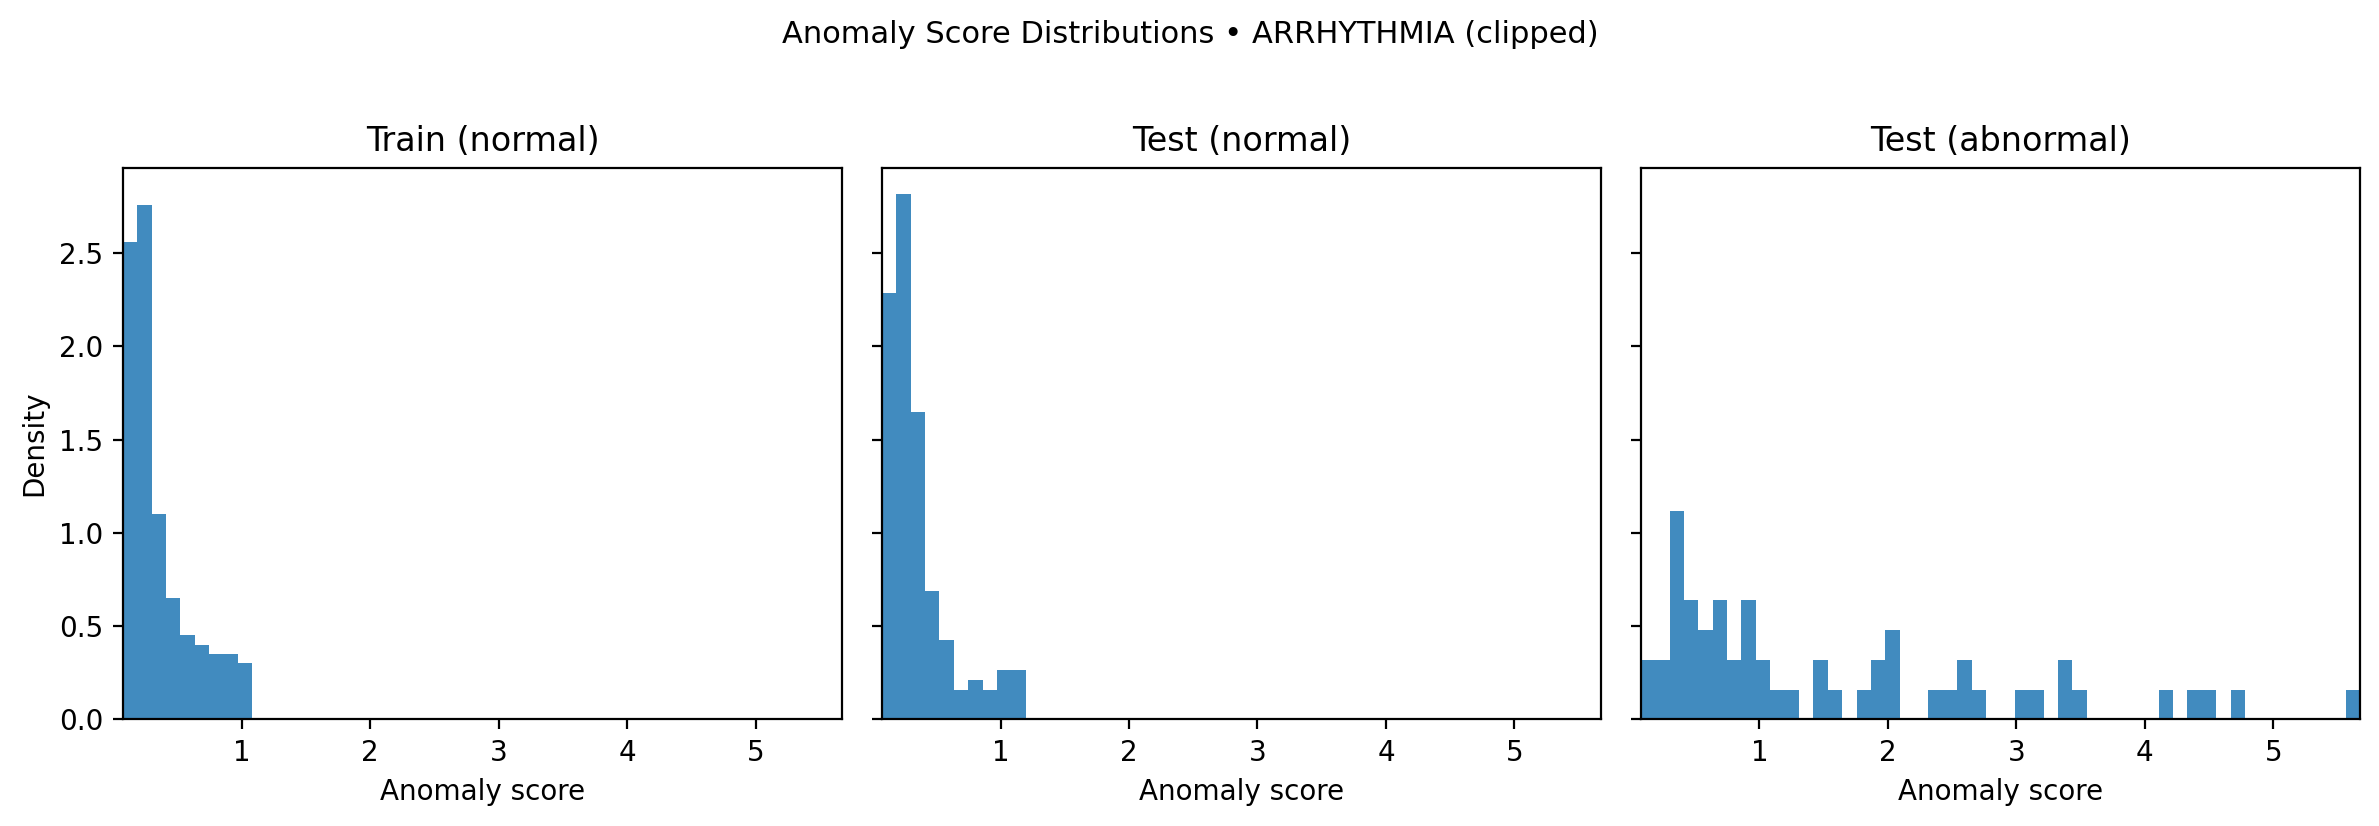 Anomaly Score Distributions • ARRHYTHMIA (clipped)
Train (normal)
Test (normal)
Test (abnormal)
Density
2.5
2.0
1.5
1.0
0.5
0.0
1 2 3 4 5
1 2 3 4 5
1 2 3 4 5
Anomaly score
Anomaly score
Anomaly score